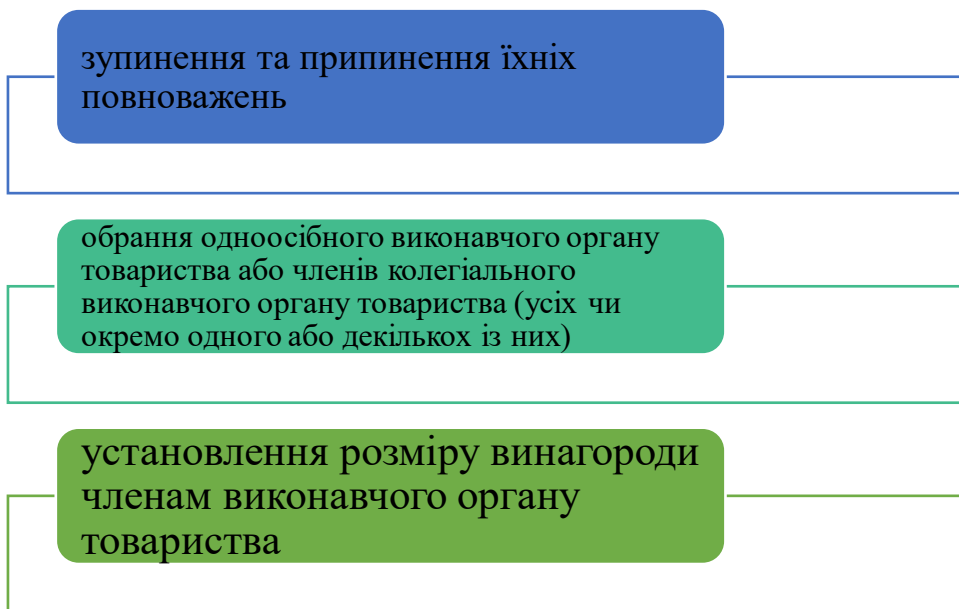 зупинення та припинення їхніх
повноважень
обрання одноосібного виконавчого органу
товариства або членів колегіального
виконавчого органу товариства (усіх чи
окремо одного або декількох із них)
установлення розміру винагороди
членам виконавчого органу
товариства